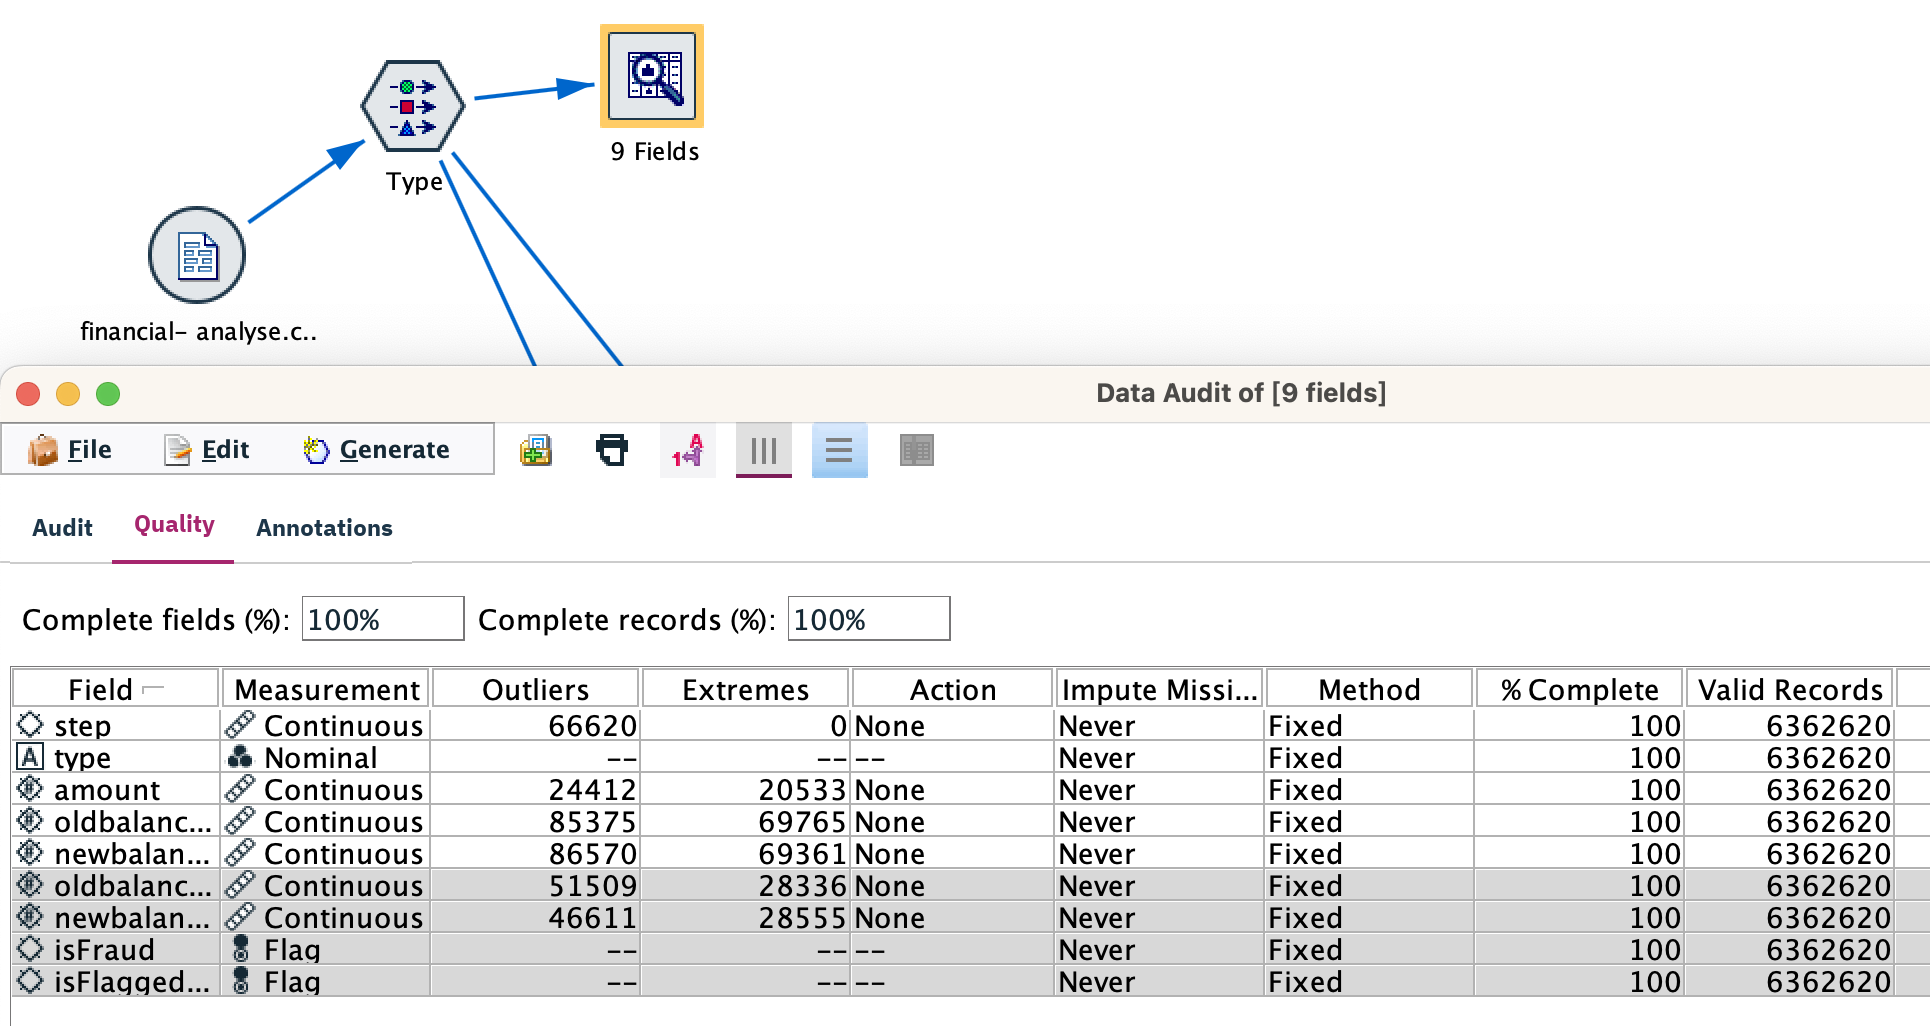 9 Fields
Type
financial- analyse.c..
Data Audit of [9 fields]
File Edit Generate
Audit Quality Annotations
Complete fields (%): 100% Complete records (%): 100%
Field Measurement Outliers Extremes Action Impute Missi... Method % Complete Valid Records
step Continuous 66620 0 None Never Fixed 100 6362620
A type Nominal -- -- -- Never Fixed 100 6362620
amount Continuous 24412 20533 None Never Fixed 100 6362620
oldbalanc... Continuous 85375 69765 None Never Fixed 100 6362620
newbalan... Continuous 86570 69361 None Never Fixed 100 6362620
oldbalanc... Continuous 51509 28336 None Never Fixed 100 6362620
newbalan... Continuous 46611 28555 None Never Fixed 100 6362620
isFraud Flag -- -- -- Never Fixed 100 6362620
isFlagged... Flag -- -- -- Never Fixed 100 6362620